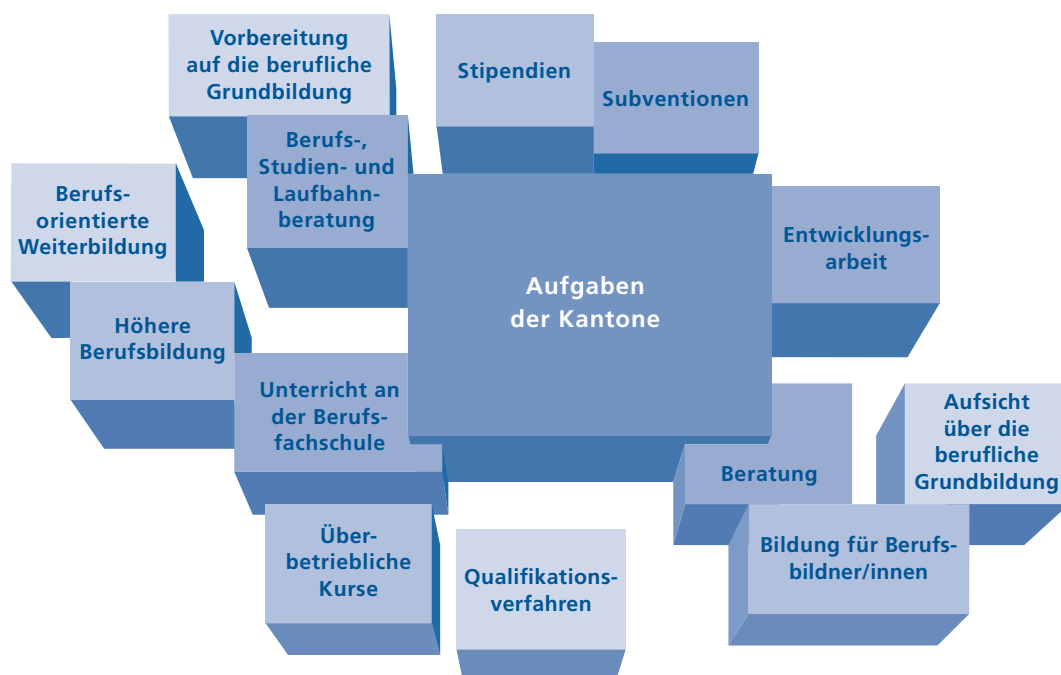 Vorbereitung
auf die berufliche
Grundbildung
Stipendien
Subventionen
Berufs-,
Studien- und
Laufbahn-
beratung
Berufs-
orientierte
Weiterbildung
Entwicklungs-
arbeit
Aufgaben
der Kantone
Höhere
Berufsbildung
Unterricht an
der Berufs-
fachschule
Aufsicht
über die
berufliche
Grundbildung
Beratung
Über-
betriebliche
Kurse
Qualifikations-
verfahren
Bildung für Berufs-
bildner/innen